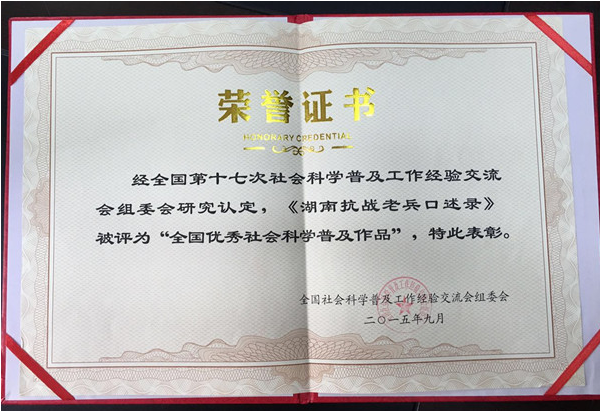 荣誉证书
HONORARY CREDENTIAL
经全国第十七次社会科学普及工作经验交流
会组委会研究认定，《湖南抗战老兵口述录》
被评为“全国优秀社会科学普及作品”，特此表彰。
全国社会科学普及工作经验交流会组委会
二〇一五年九月